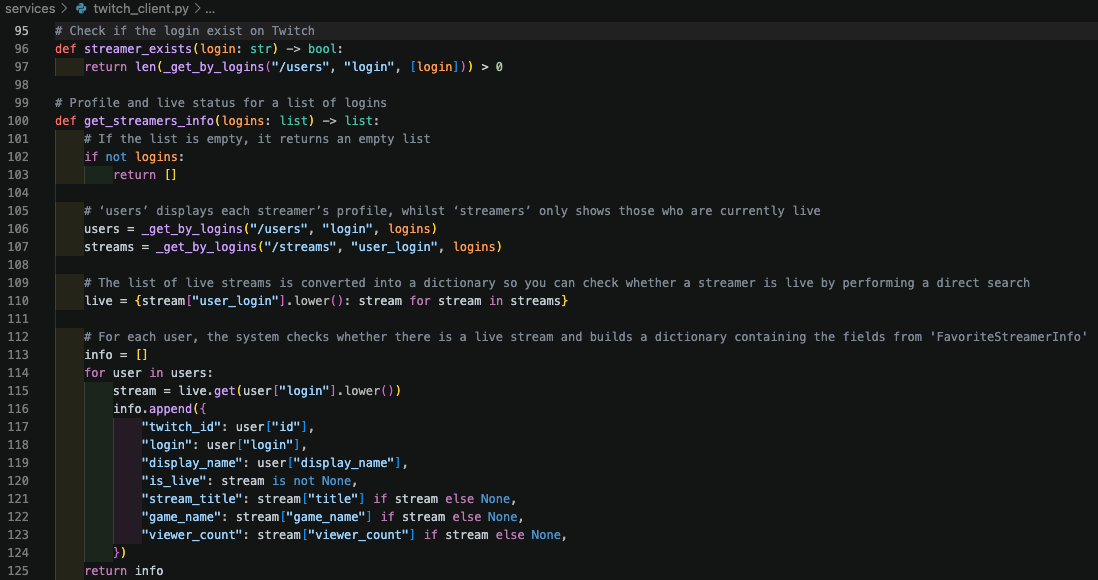 services > twitch_client.py > ...
95 # Check if the login exist on Twitch
96 def streamer_exists(login: str) -> bool:
97     return len(_get_by_logins("/users", "login", [login])) > 0
98
99 # Profile and live status for a list of logins
100 def get_streamers_info(logins: list) -> list:
101     # If the list is empty, it returns an empty list
102     if not logins:
103         return []
104
105     # ‘users’ displays each streamer’s profile, whilst ‘streamers’ only shows those who are currently live
106     users = _get_by_logins("/users", "login", logins)
107     streams = _get_by_logins("/streams", "user_login", logins)
108
109     # The list of live streams is converted into a dictionary so you can check whether a streamer is live by performing a direct search
110     live = {stream["user_login"].lower(): stream for stream in streams}
111
112     # For each user, the system checks whether there is a live stream and builds a dictionary containing the fields from 'FavoriteStreamerInfo'
113     info = []
114     for user in users:
115         stream = live.get(user["login"].lower())
116         info.append({
117             "twitch_id": user["id"],
118             "login": user["login"],
119             "display_name": user["display_name"],
120             "is_live": stream is not None,
121             "stream_title": stream["title"] if stream else None,
122             "game_name": stream["game_name"] if stream else None,
123             "viewer_count": stream["viewer_count"] if stream else None,
124         })
125     return info